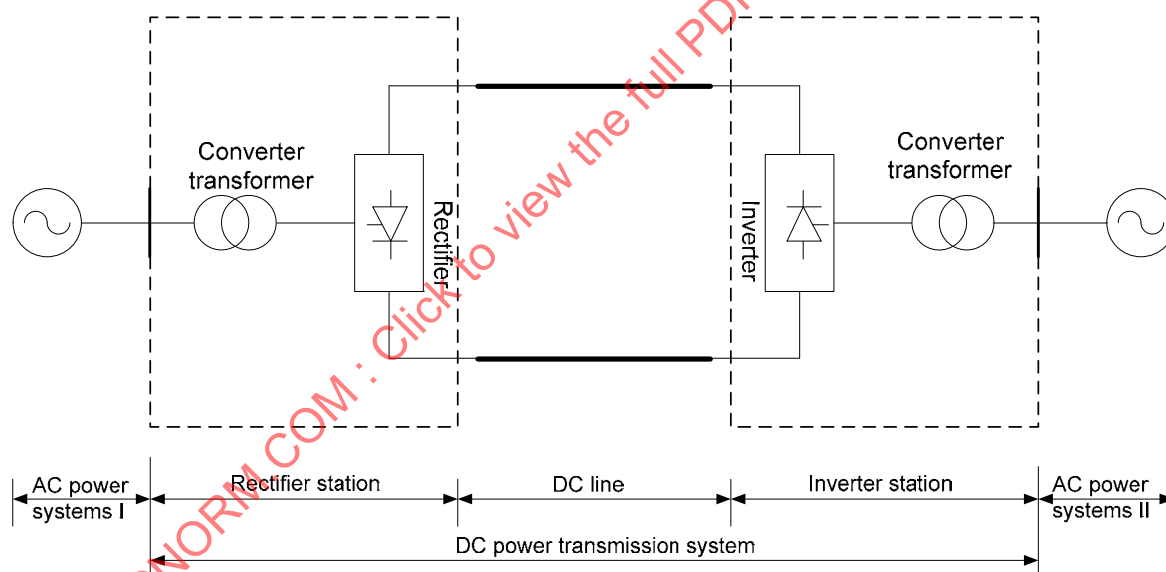 Converter
transformer
Rectifier
Inverter
Converter
transformer
AC power
systems I
Rectifier station
DC line
Inverter station
AC power
systems II
DC power transmission system
NORM.COM : Click to view the full